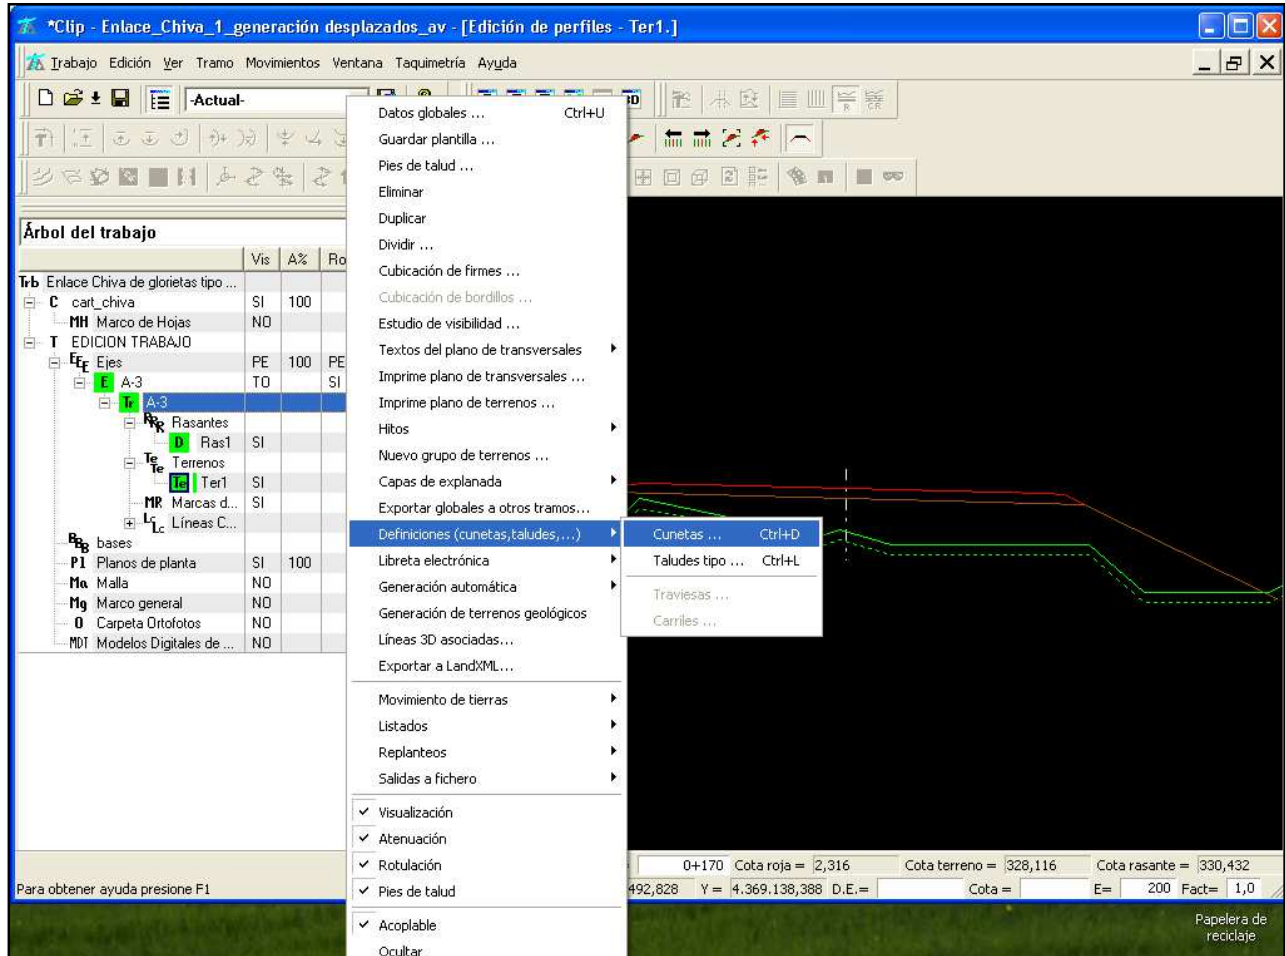 *Clip - Enlace_Chiva_1_generación desplazados_av - [Edición de perfiles - Ter1.]
Trabajo Edición Ver Tramo Movimientos Ventana Taquimetría Ayuda
-Actual-
Árbol del trabajo
Vis A% Ro
Trb Enlace Chiva de glorietas tipo ...
C cart_chiva SI 100
MH Marco de Hojas NO
T EDICION TRABAJO
Ejes PE 100 PE
E A-3 TO SI
Tr A-3
Rasantes
D Ras1 SI
Terrenos
Te Ter1 SI
MR Marcas d... SI
Líneas C...
bases
Pl Planos de planta SI 100
Ma Malla NO
Mg Marco general NO
O Carpeta Ortofotos NO
MDT Modelos Digitales de ... NO
Datos globales ... Ctrl+U
Guardar plantilla ...
Pies de talud ...
Eliminar
Duplicar
Dividir ...
Cubicación de firmes ...
Cubicación de bordillos ...
Estudio de visibilidad ...
Textos del plano de transversales
Imprime plano de transversales ...
Imprime plano de terrenos ...
Hitos
Nuevo grupo de terrenos ...
Capas de explanada
Exportar globales a otros tramos...
Definiciones (cunetas,taludes,...)
Libreta electrónica
Generación automática
Generación de terrenos geológicos
Líneas 3D asociadas...
Exportar a LandXML...
Movimiento de tierras
Listados
Replanteos
Salidas a fichero
Visualización
Atenuación
Rotulación
Pies de talud
Acoplable
Ocultar
Cunetas ... Ctrl+D
Taludes tipo ... Ctrl+L
Traviesas ...
Carriles ...
0+170 Cota roja = 2,316 Cota terreno = 328,116 Cota rasante = 330,432
Para obtener ayuda presione F1
492,828 Y = 4.369.138,388 D.E.= Cota = E= 200 Fact= 1,0
Papelera de
reciclaje